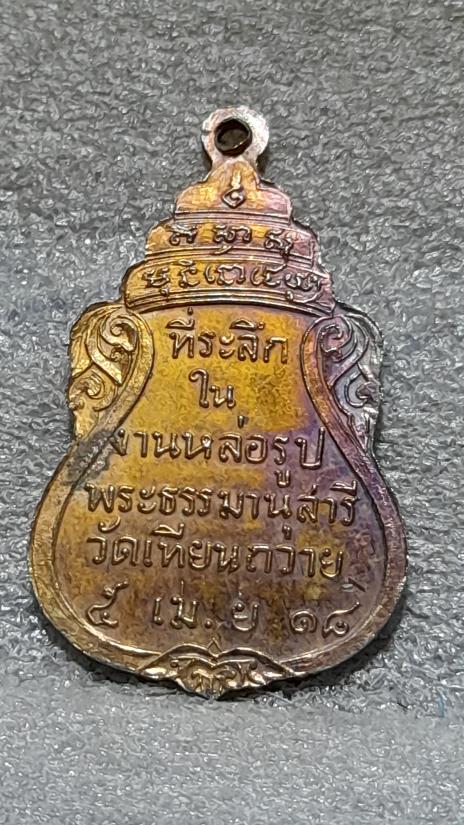 ที่ระลึก
ใน
งานหล่อรูป
พระธรรมานุสารี
วัดเทียนถวาย
๕ เม.ย ๑๘